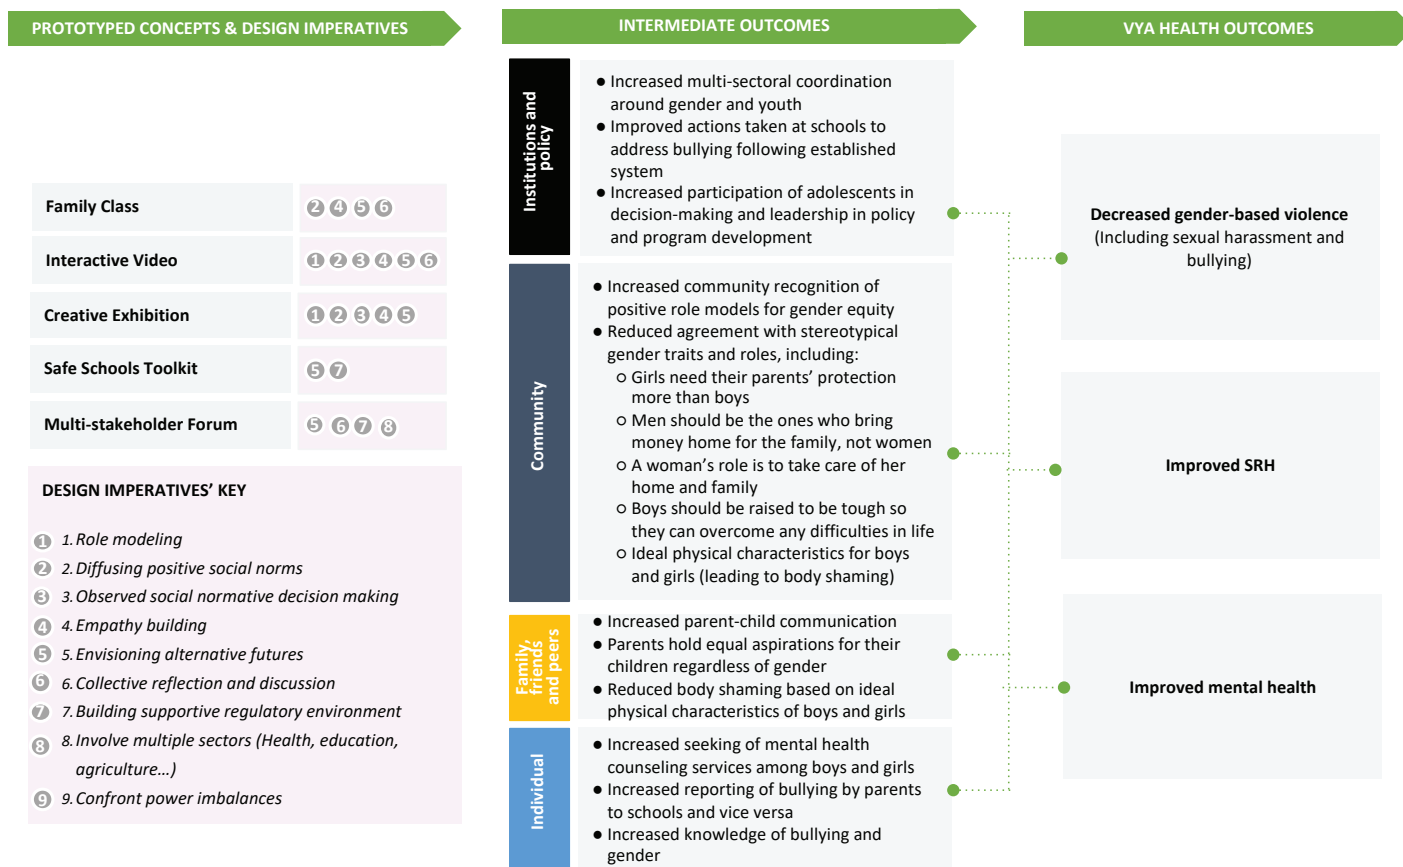 PROTOTYPED CONCEPTS & DESIGN IMPERATIVES
Family Class
2 4 5 6
Interactive Video
1 2 3 4 5 6
Creative Exhibition
1 2 3 4 5
Safe Schools Toolkit
5 7
Multi-stakeholder Forum
5 6 7 8
DESIGN IMPERATIVES’ KEY
1 1. Role modeling
2 2. Diffusing positive social norms
3 3. Observed social normative decision making
4 4. Empathy building
5 5. Envisioning alternative futures
6 6. Collective reflection and discussion
7 7. Building supportive regulatory environment
8 8. Involve multiple sectors (Health, education,
agriculture…)
9 9. Confront power imbalances
INTERMEDIATE OUTCOMES
Institutions and
policy
● Increased multi-sectoral coordination
around gender and youth
● Improved actions taken at schools to
address bullying following established
system
● Increased participation of adolescents in
decision-making and leadership in policy
and program development
Community
● Increased community recognition of
positive role models for gender equity
● Reduced agreement with stereotypical
gender traits and roles, including:
○ Girls need their parents’ protection
more than boys
○ Men should be the ones who bring
money home for the family, not women
○ A woman’s role is to take care of her
home and family
○ Boys should be raised to be tough so
they can overcome any difficulties in life
○ Ideal physical characteristics for boys
and girls (leading to body shaming)
Family,
friends
and peers
● Increased parent-child communication
● Parents hold equal aspirations for their
children regardless of gender
● Reduced body shaming based on ideal
physical characteristics of boys and girls
Individual
● Increased seeking of mental health
counseling services among boys and girls
● Increased reporting of bullying by parents
to schools and vice versa
● Increased knowledge of bullying and
gender
VYA HEALTH OUTCOMES
Decreased gender-based violence
(Including sexual harassment and
bullying)
Improved SRH
Improved mental health